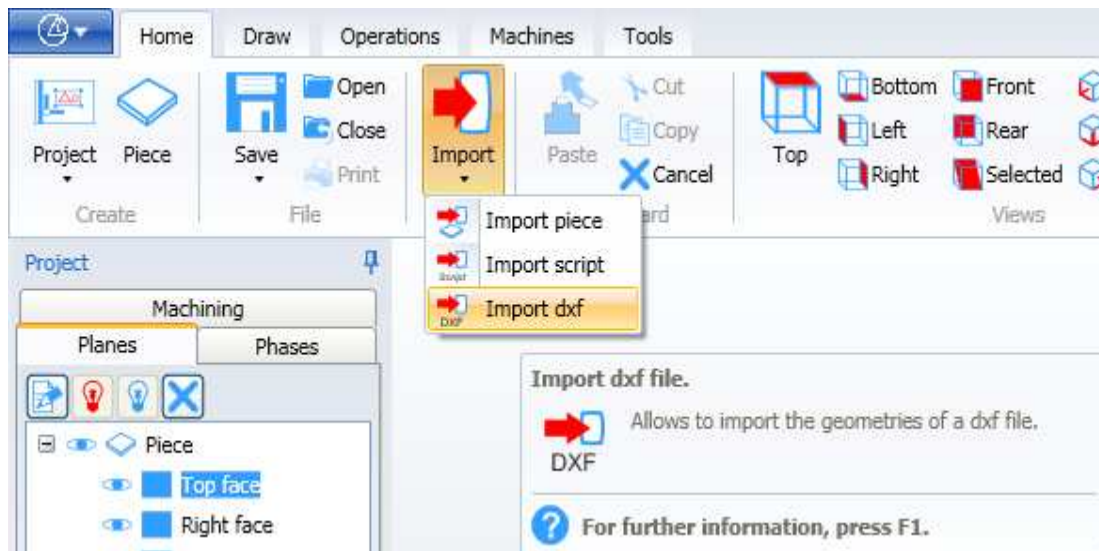 Home Draw Operations Machines Tools
Project Piece
Create
Save
Open
Close
Print
File
Import
Paste
Cut
Copy
Cancel
ard
Top
Bottom
Left
Right
Front
Rear
Selected
Views
Import piece
Import script
Import dxf
DXF
Project
Machining
Planes Phases
Piece
Top face
Right face
Import dxf file.
Allows to import the geometries of a dxf file.
DXF
For further information, press F1.